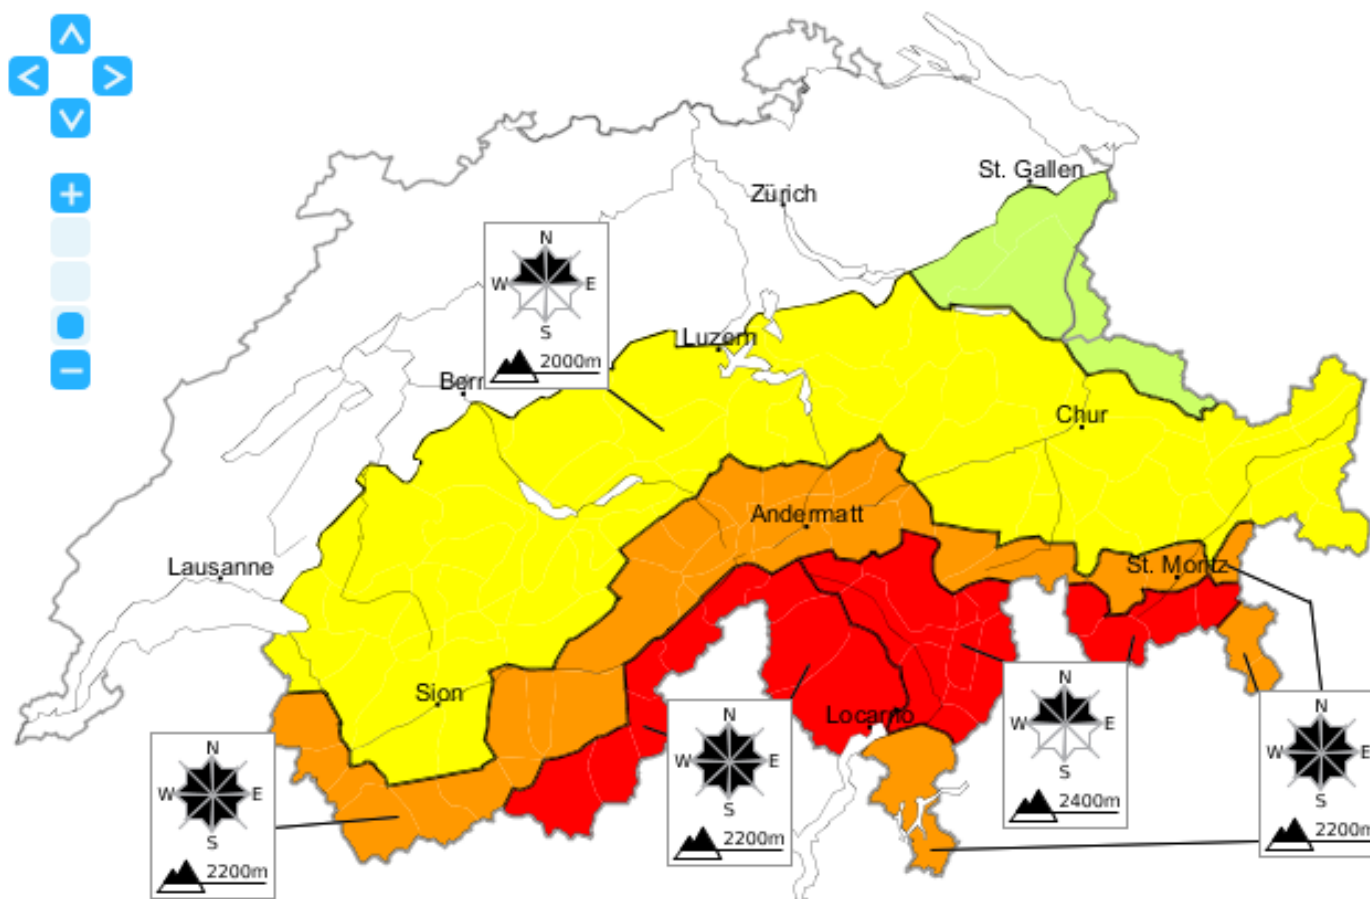 St. Gallen
Zürich
N
W E
S
2000m
Luzern
Bern
Chur
Andermatt
Lausanne
St. Moritz
Sion
Locarno
N
W E
S
2400m
N
W E
S
2200m
N
W E
S
2200m
N
W E
S
2200m